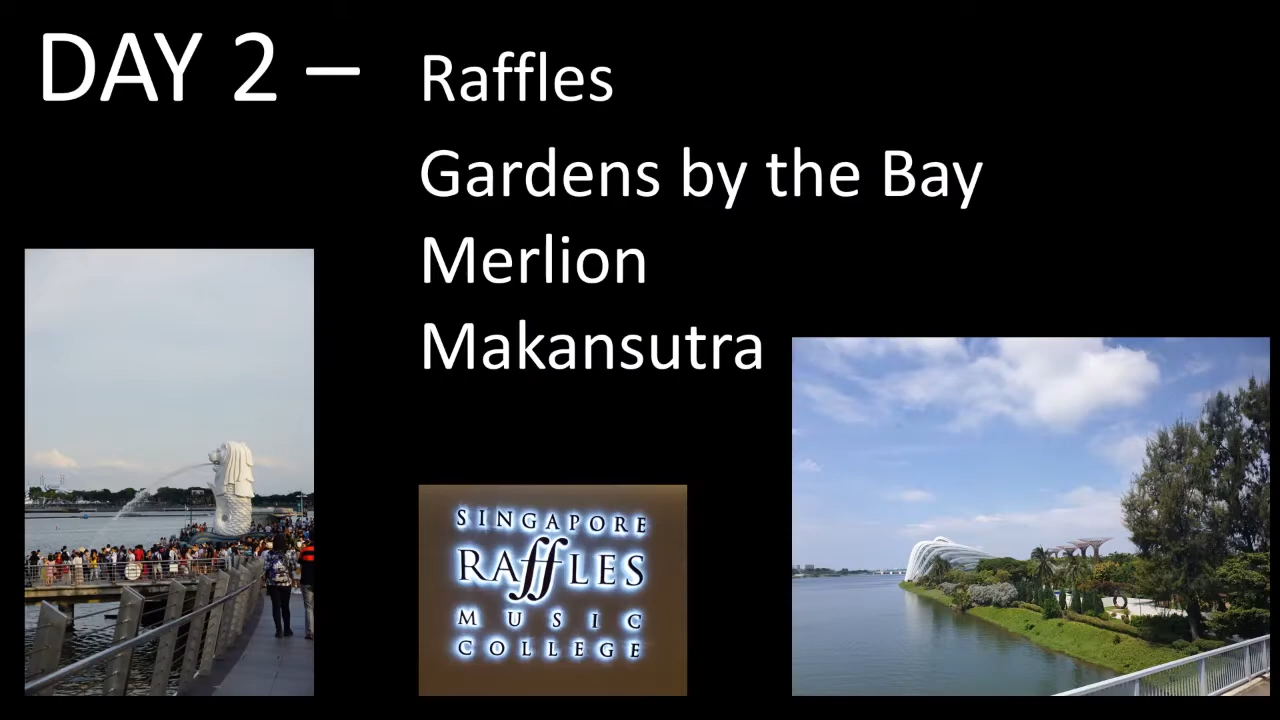 DAY 2 – Raffles
Gardens by the Bay
Merlion
Makansutra
SINGAPORE
RAffLES
MUSIC
COLLEGE